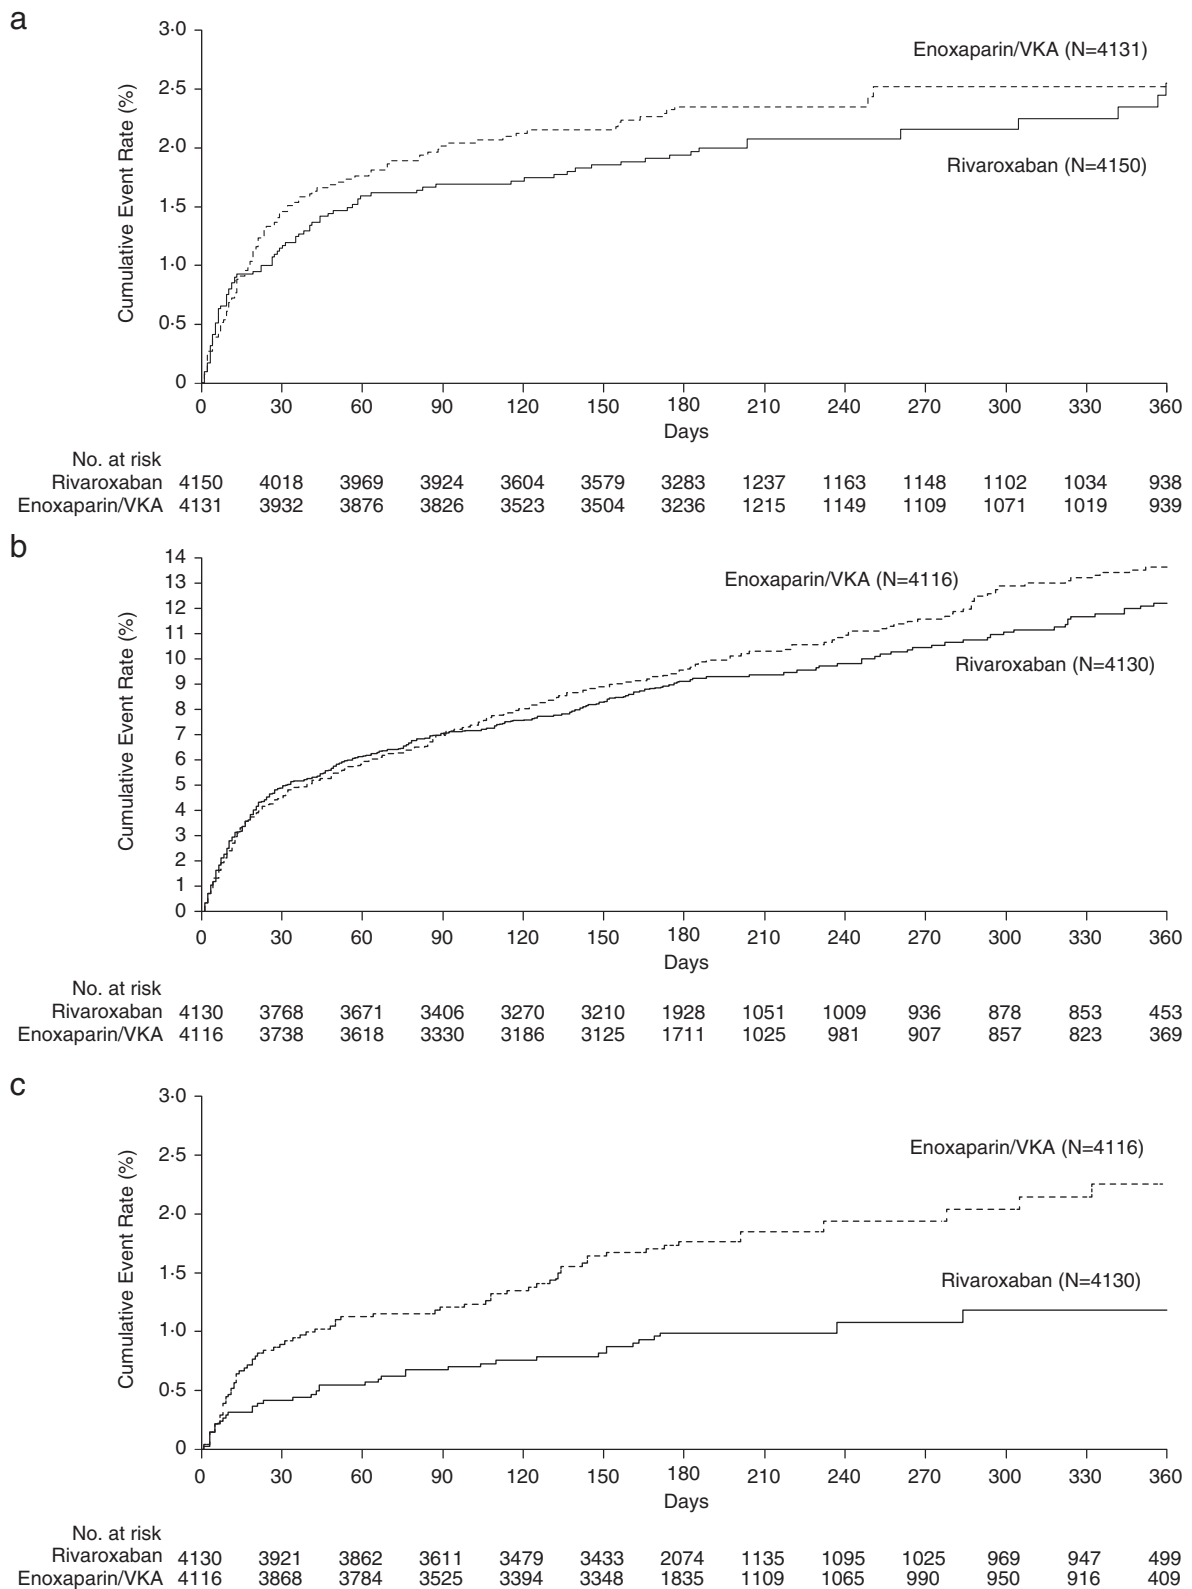 a
3·0
Enoxaparin/VKA (N=4131)
2·5
2·0
Rivaroxaban (N=4150)
1·5
1·0
0·5
0
Cumulative Event Rate (%)
0 30 60 90 120 150 180 210 240 270 300 330 360
Days
No. at risk
Rivaroxaban 4150 4018 3969 3924 3604 3579 3283 1237 1163 1148 1102 1034 938
Enoxaparin/VKA 4131 3932 3876 3826 3523 3504 3236 1215 1149 1109 1071 1019 939
b
14
13
Enoxaparin/VKA (N=4116)
12
11
10
Rivaroxaban (N=4130)
9
8
7
6
5
4
3
2
1
0
Cumulative Event Rate (%)
0 30 60 90 120 150 180 210 240 270 300 330 360
Days
No. at risk
Rivaroxaban 4130 3768 3671 3406 3270 3210 1928 1051 1009 936 878 853 453
Enoxaparin/VKA 4116 3738 3618 3330 3186 3125 1711 1025 981 907 857 823 369
c
3·0
2·5
Enoxaparin/VKA (N=4116)
2·0
1·5
Rivaroxaban (N=4130)
1·0
0·5
0
Cumulative Event Rate (%)
0 30 60 90 120 150 180 210 240 270 300 330 360
Days
No. at risk
Rivaroxaban 4130 3921 3862 3611 3479 3433 2074 1135 1095 1025 969 947 499
Enoxaparin/VKA 4116 3868 3784 3525 3394 3348 1835 1109 1065 990 950 916 409